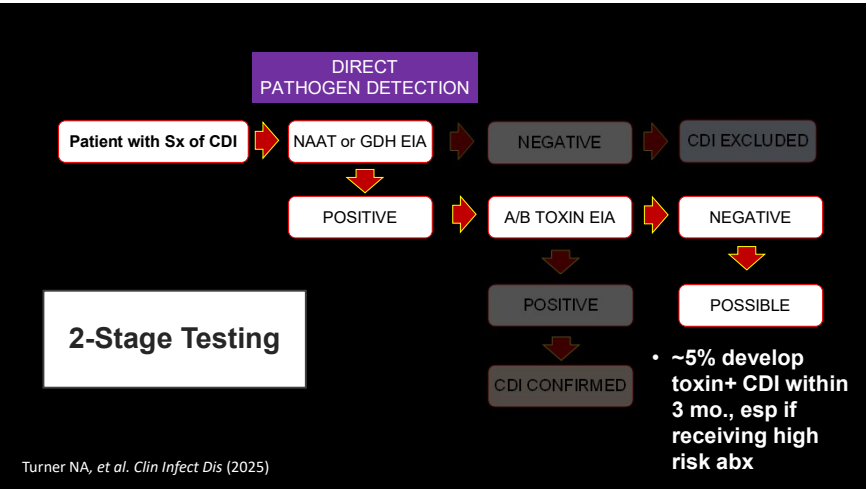 DIRECT
PATHOGEN DETECTION
Patient with Sx of CDI
NAAT or GDH EIA
NEGATIVE
CDI EXCLUDED
POSITIVE
A/B TOXIN EIA
NEGATIVE
2-Stage Testing
POSITIVE
POSSIBLE
CDI CONFIRMED
• ~5% develop
toxin+ CDI within
3 mo., esp if
receiving high
risk abx
Turner NA, et al. Clin Infect Dis (2025)